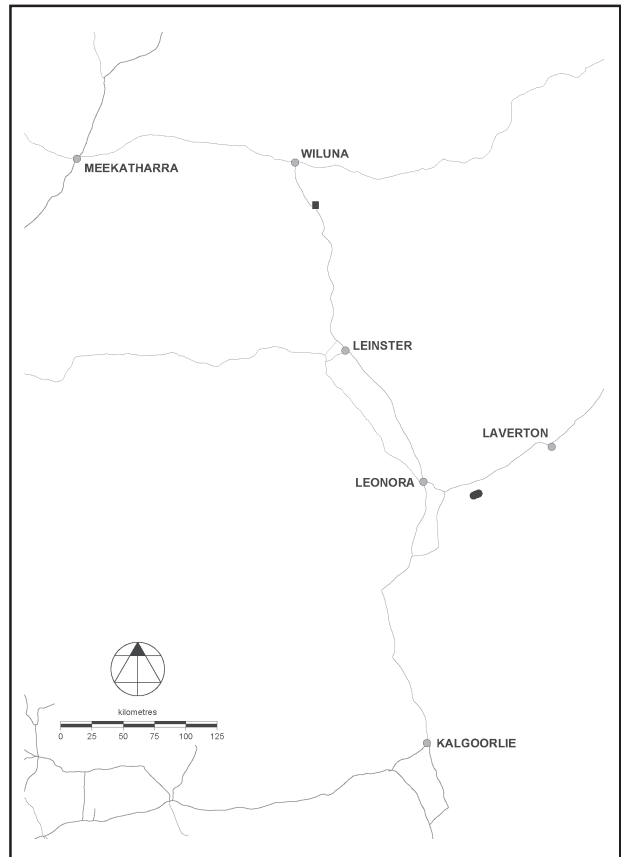 WILUNA
MEEKATHARRA
LEINSTER
LAVERTON
LEONORA
kilometres
0 25 50 75 100 125
KALGOORLIE